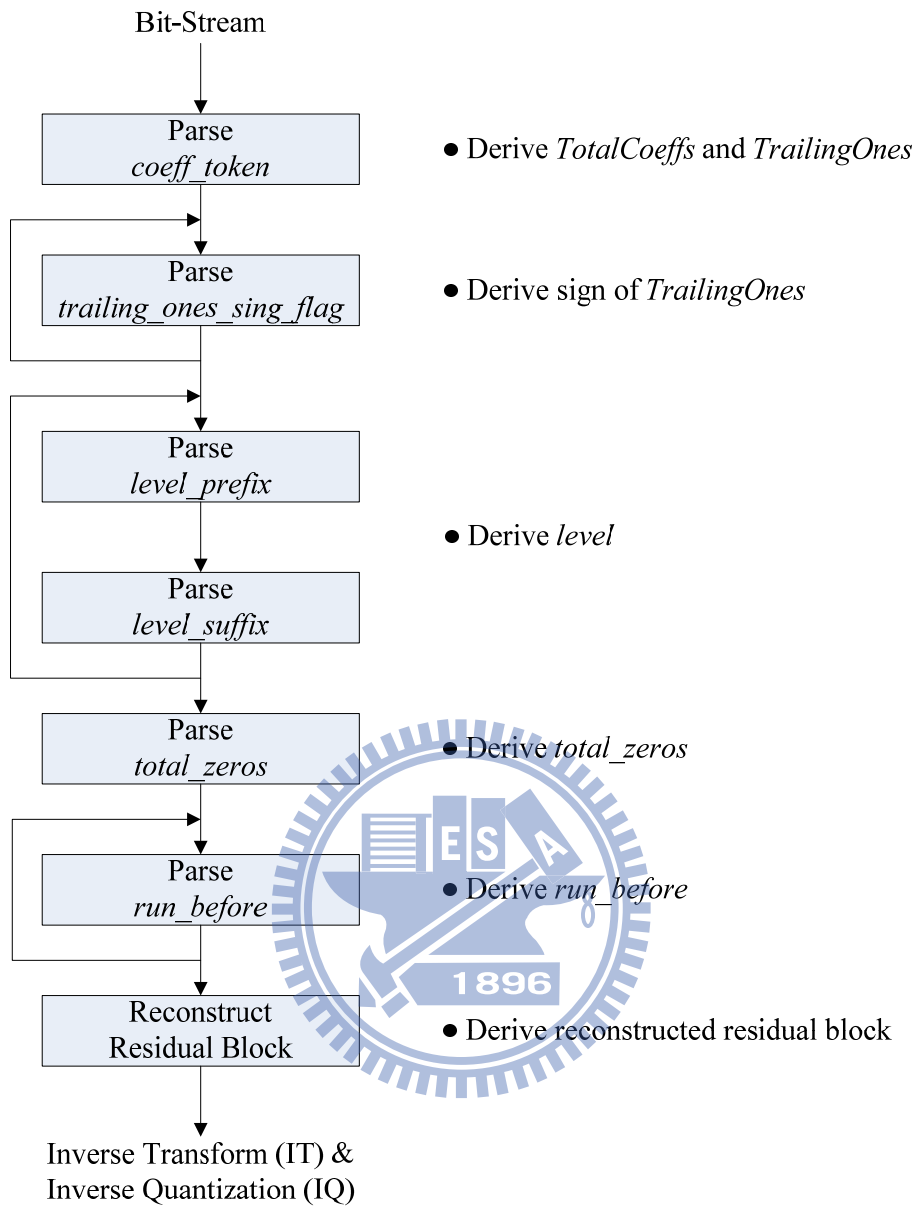 Bit-Stream
Parse
coeff_token
● Derive TotalCoeffs and TrailingOnes
Parse
trailing_ones_sing_flag
● Derive sign of TrailingOnes
Parse
level_prefix
● Derive level
Parse
level_suffix
Parse
total_zeros
● Derive total_zeros
E S A
Parse
run_before
● Derive run_before
1896
Reconstruct
Residual Block
● Derive reconstructed residual block
Inverse Transform (IT) &
Inverse Quantization (IQ)